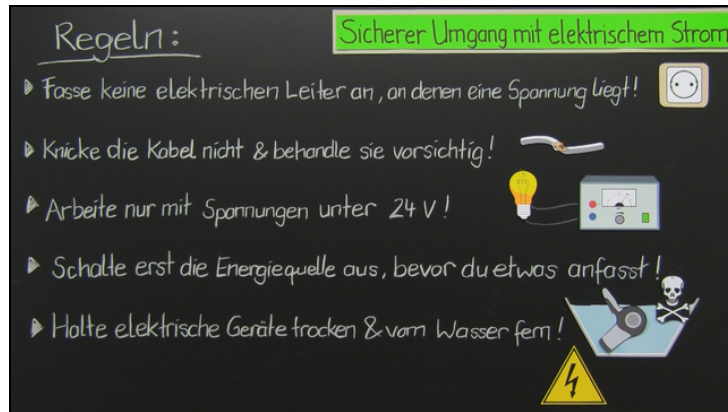 Regeln:
Sicherer Umgang mit elektrischem Strom
Fasse keine elektrischen Leiter an, an denen eine Spannung liegt!
Knicke die Kabel nicht & behandle sie vorsichtig!
Arbeite nur mit Spannungen unter 24 V!
Schalte erst die Energiequelle aus, bevor du etwas anfasst!
Halte elektrische Geräte trocken & vom Wasser fern!